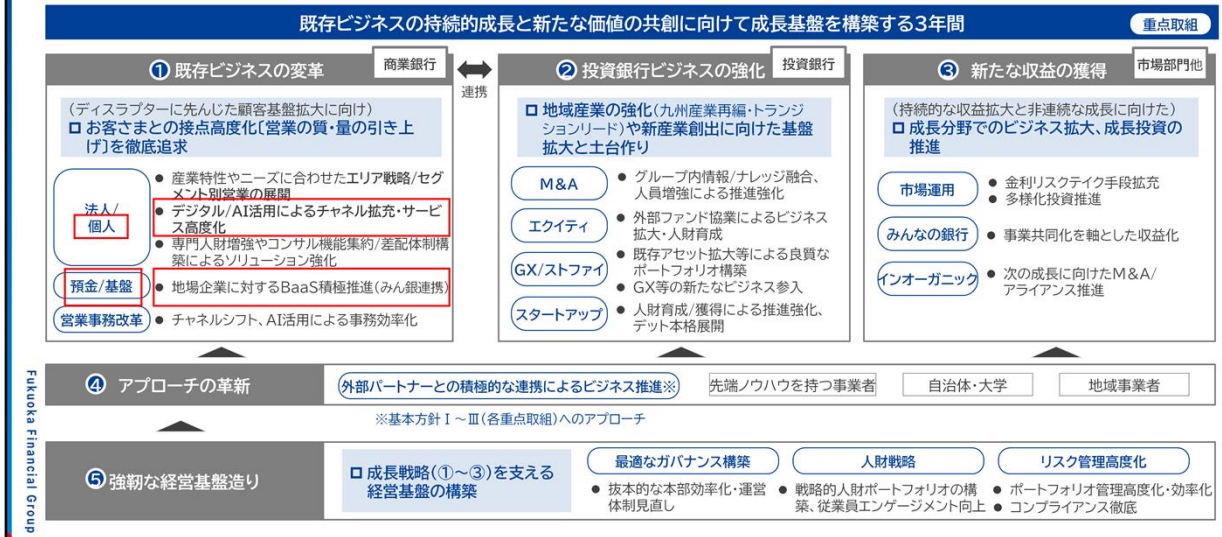 既存ビジネスの持続的成長と新たな価値の共創に向けて成長基盤を構築する3年間
重点取組
① 既存ビジネスの変革
商業銀行
連携
(ディスラプターに先んじた顧客基盤拡大に向け)
お客さまとの接点高度化〔営業の質・量の引き上
げ〕を徹底追求
法人/
個人
● 産業特性やニーズに合わせたエリア戦略/セグ
メント別営業の展開
● デジタル/AI活用によるチャネル拡充・サービ
ス高度化
● 専門人財増強やコンサル機能集約/差配体制構
築によるソリューション強化
預金/基盤
● 地場企業に対するBaaS積極推進(みん銀連携)
営業事務改革
● チャネルシフト、AI活用による事務効率化
② 投資銀行ビジネスの強化
投資銀行
地域産業の強化(九州産業再編・トランジ
ションリード)や新産業創出に向けた基盤
拡大と土台作り
M&A
● グループ内情報/ナレッジ融合、
人員増強による推進強化
エクイティ
● 外部ファンド協業によるビジネス
拡大・人財育成
GX/ストファイ
● 既存アセット拡大等による良質な
ポートフォリオ構築
● GX等の新たなビジネス参入
スタートアップ
● 人財育成/獲得による推進強化、
デット本格展開
③ 新たな収益の獲得
市場部門他
(持続的な収益拡大と非連続な成長に向けた)
成長分野でのビジネス拡大、成長投資の
推進
市場運用
● 金利リスクテイク手段拡充
● 多様化投資推進
みんなの銀行
● 事業共同化を軸とした収益化
インオーガニック
● 次の成長に向けたM&A/
アライアンス推進
④ アプローチの革新
外部パートナーとの積極的な連携によるビジネス推進※
先端ノウハウを持つ事業者
自治体・大学
地域事業者
※基本方針Ⅰ～Ⅲ(各重点取組)へのアプローチ
⑤ 強靭な経営基盤造り
成長戦略(①～③)を支える
経営基盤の構築
最適なガバナンス構築
● 抜本的な本部効率化・運営
体制見直し
人財戦略
● 戦略的人財ポートフォリオの構
築、従業員エンゲージメント向上
リスク管理高度化
● ポートフォリオ管理高度化・効率化
● コンプライアンス徹底
Fukuoka Financial Group